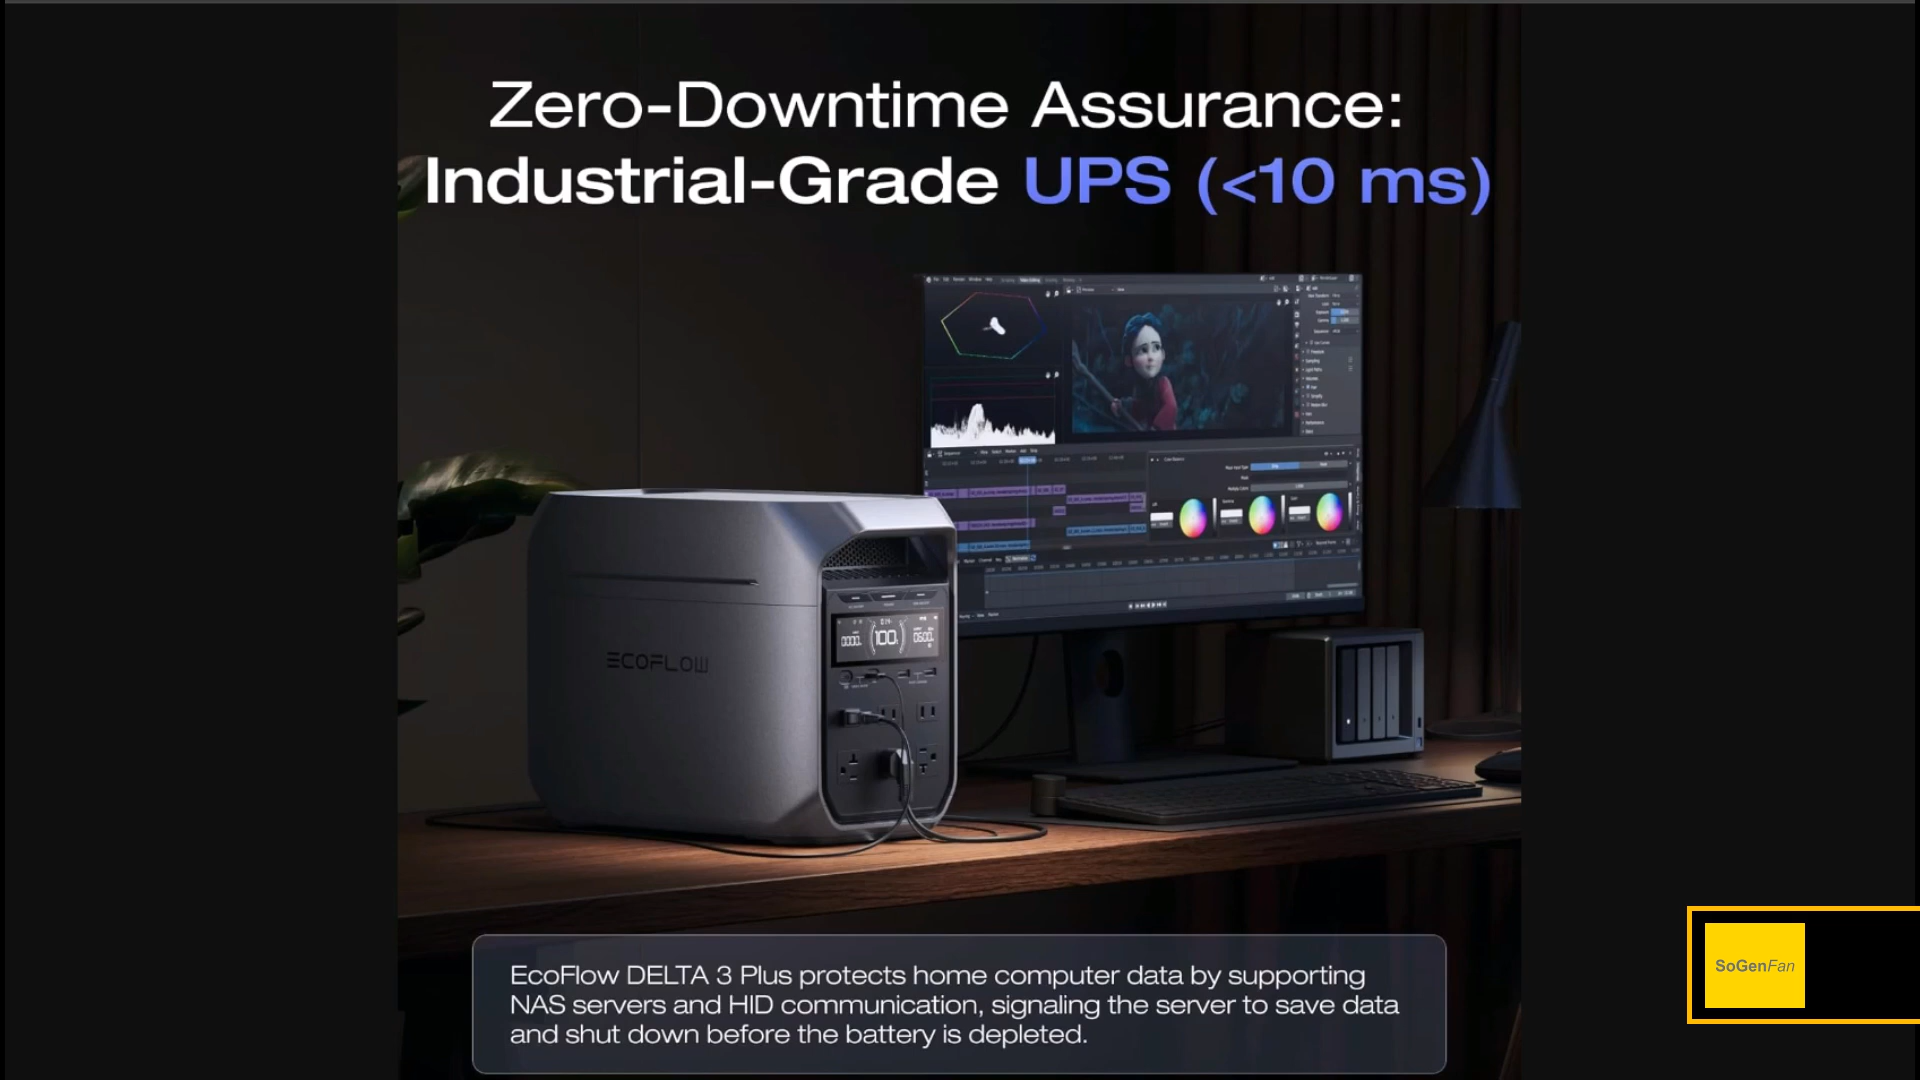 Zero-Downtime Assurance:
Industrial-Grade UPS (<10 ms)
ECOFLOW
100
EcoFlow DELTA 3 Plus protects home computer data by supporting
NAS servers and HID communication, signaling the server to save data
and shut down before the battery is depleted.
SoGenFan